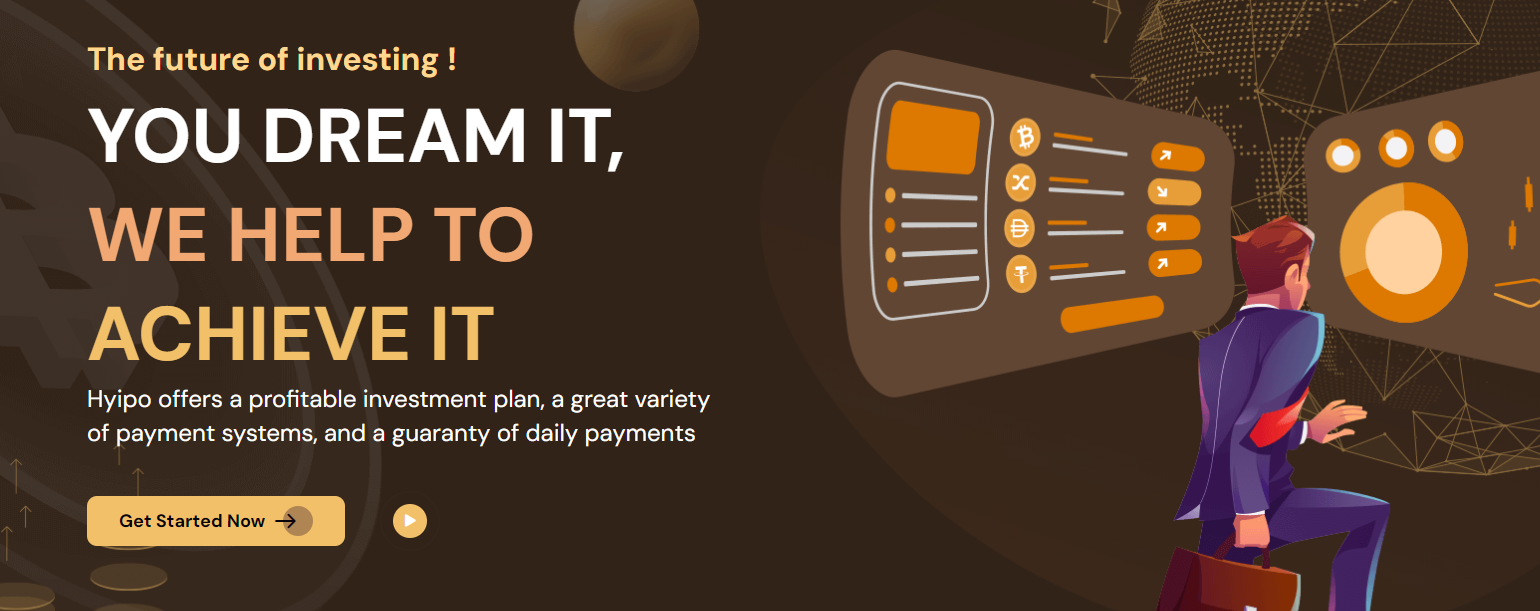 The future of investing !
YOU DREAM IT,
WE HELP TO
ACHIEVE IT
Hyipo offers a profitable investment plan, a great variety
of payment systems, and a guaranty of daily payments
Get Started Now